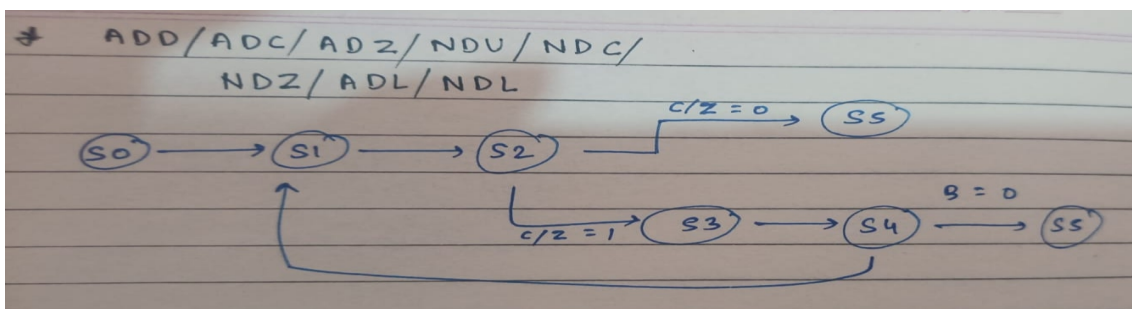 * ADD/ADC/ADZ/NDU/NDC/
NDZ/ADL/NDL
C/Z = 0
S5
S0
S1
S2
B = 0
C/Z = 1
S3
S4
S5